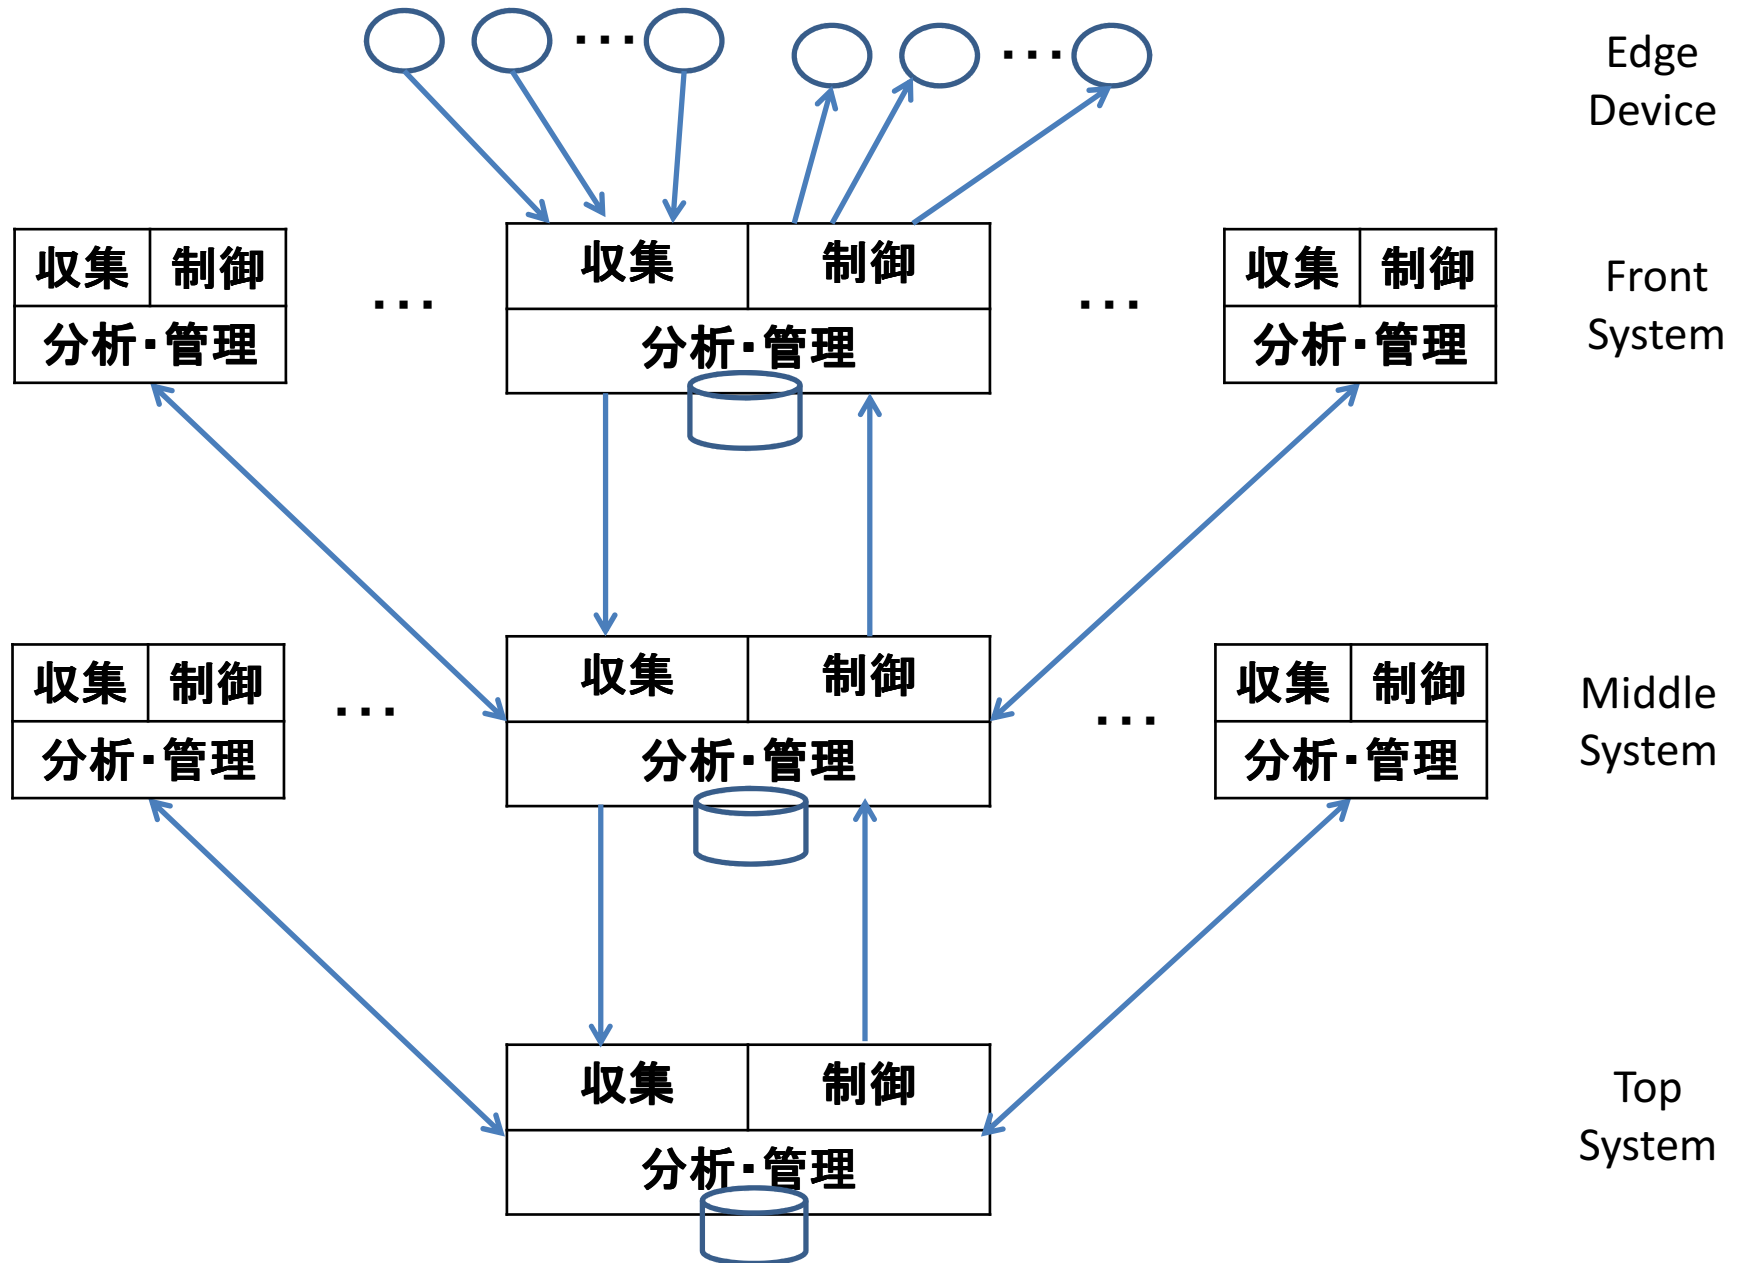 Edge
Device
収集 制御
分析・管理
収集 制御
分析・管理
収集 制御
分析・管理
Front
System
収集 制御
分析・管理
収集 制御
分析・管理
収集 制御
分析・管理
Middle
System
収集 制御
分析・管理
Top
System